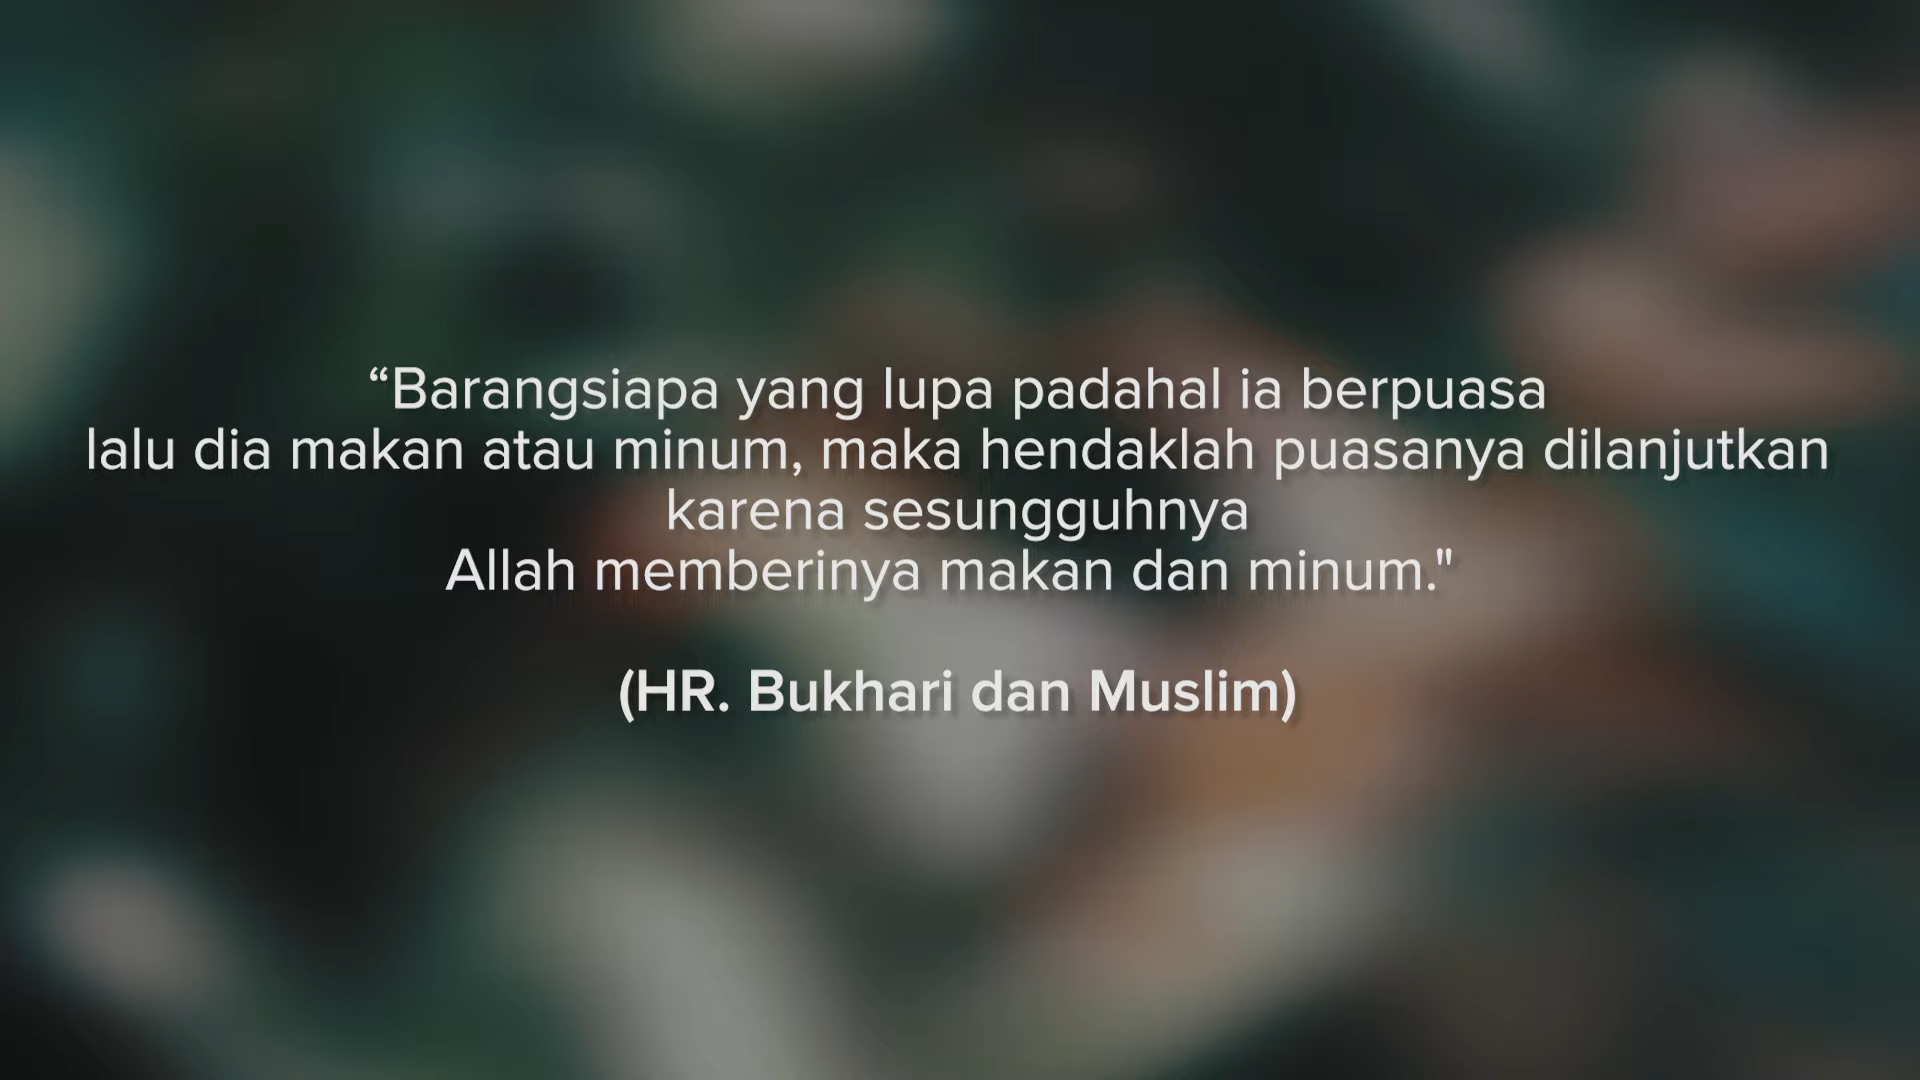 “Barangsiapa yang lupa padahal ia berpuasa
lalu dia makan atau minum, maka hendaklah puasanya dilanjutkan
karena sesungguhnya
Allah memberinya makan dan minum."
(HR. Bukhari dan Muslim)